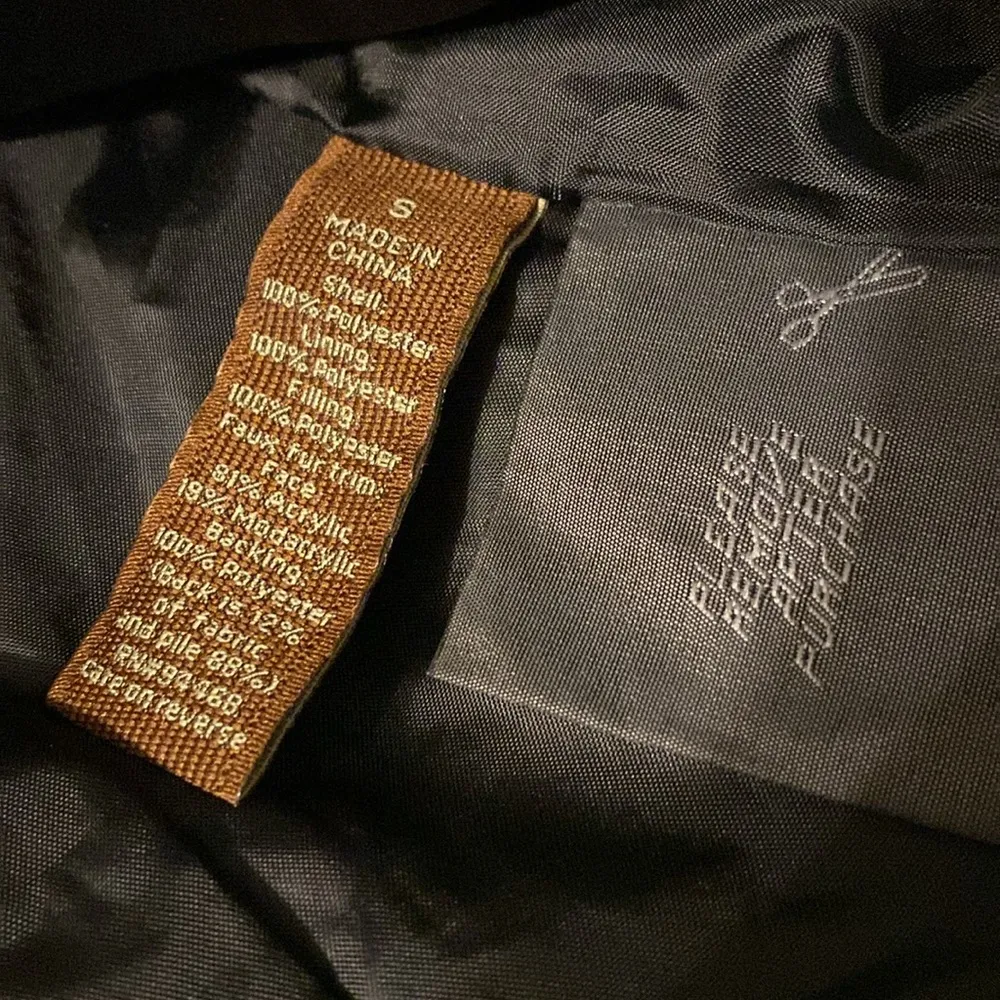 S
MADE IN
CHINA
Shell:
100% Polyester
Lining:
100% Polyester
Filling:
100% Polyester
Faux fur trim:
Face:
81% Acrylic
19% Modacrylic
Backing:
100% Polyester
(Back is 12%
of fabric
and pile 88%)
RN# 94468
care on reverse
PLEASE
REMOVE
AFTER
PURCHASE